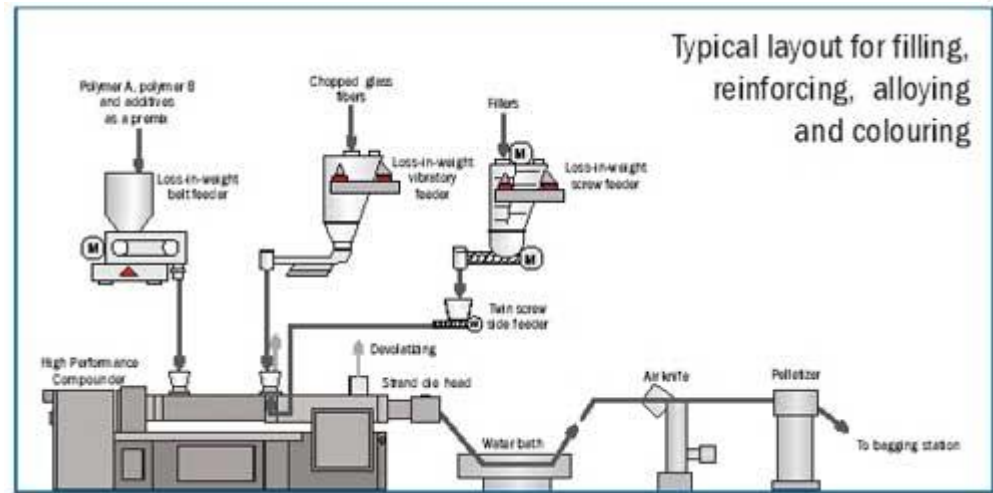 Typical layout for filling,
reinforcing, alloying
and colouring
Polymer A, polymer B
and additives
as a premix
Chopped glass
fibers
Fillers
Loss-in-weight
belt feeder
Loss-in-weight
vibratory
feeder
Loss-in-weight
screw feeder
M
M
M
Twin screw
side feeder
M
Devolatizing
High Performance
Compounder
Strand die head
Water bath
Air knife
Pelletizer
To bagging station